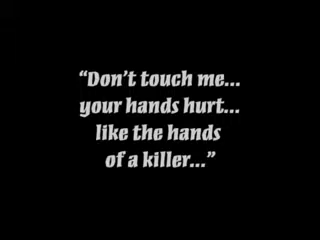 “Don’t touch me...
your hands hurt...
like the hands
of a killer...”